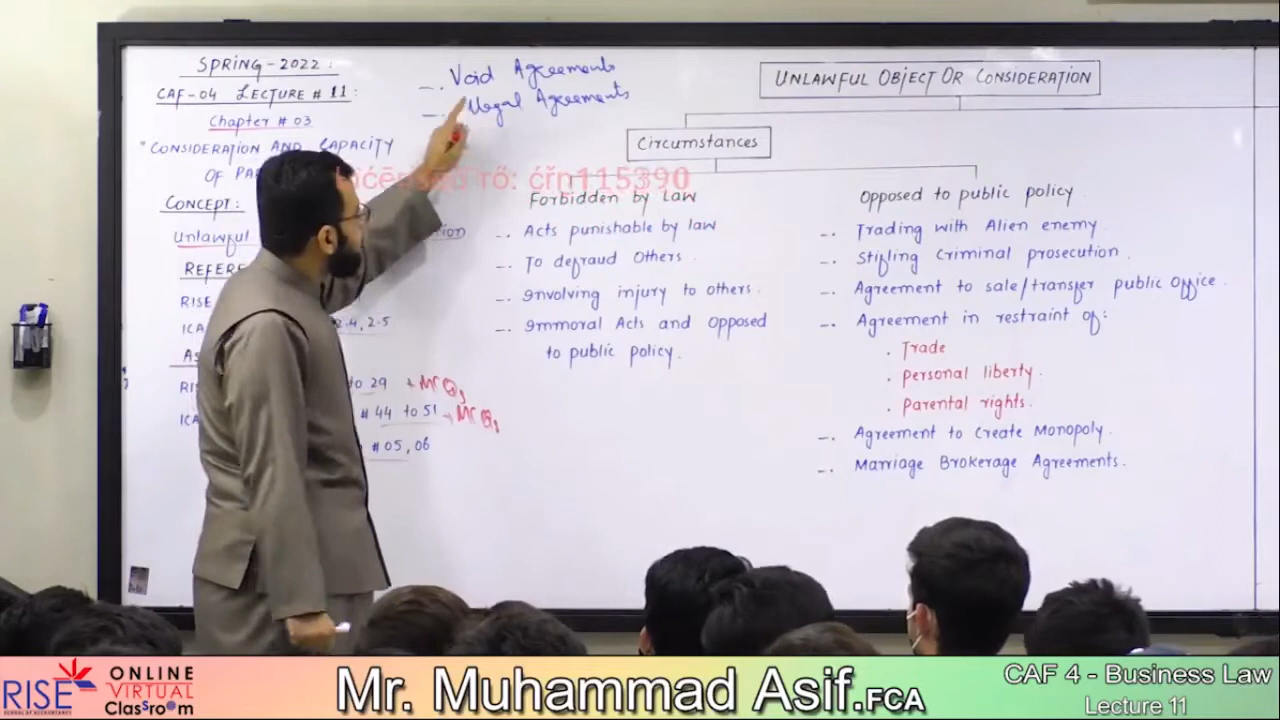 SPRING-2022:
CAF-04 LECTURE # 11:
Chapter # 03
"CONSIDERATION AND CAPACITY
OF
CONCEPT:
Unlawful
REFERE
RISE
ICA 2.4, 2-5
AS
RIS to 29 + MCQs
ICA # 44 to 51 + MCQs
# 05, 06
-. Void Agreements
-. Illegal Agreements
UNLAWFUL OBJECT OR CONSIDERATION
Circumstances
Forbidden by Law
-. Acts punishable by law
-. To defraud Others.
-. Involving injury to others.
-. Immoral Acts and Opposed
to public policy.
Opposed to public policy
-. Trading with Alien enemy
-. Stifling Criminal prosecution.
-. Agreement to sale/transfer public Office.
-. Agreement in restraint of:
. Trade
. Personal liberty.
. Parental rights.
-. Agreement to Create Monopoly.
-. Marriage Brokerage Agreements.
RISE
SCHOOL OF ACCOUNTANCY
ONLINE
VIRTUAL
ClasSroom
Mr. Muhammad Asif.FCA
CAF 4 - Business Law
Lecture 11